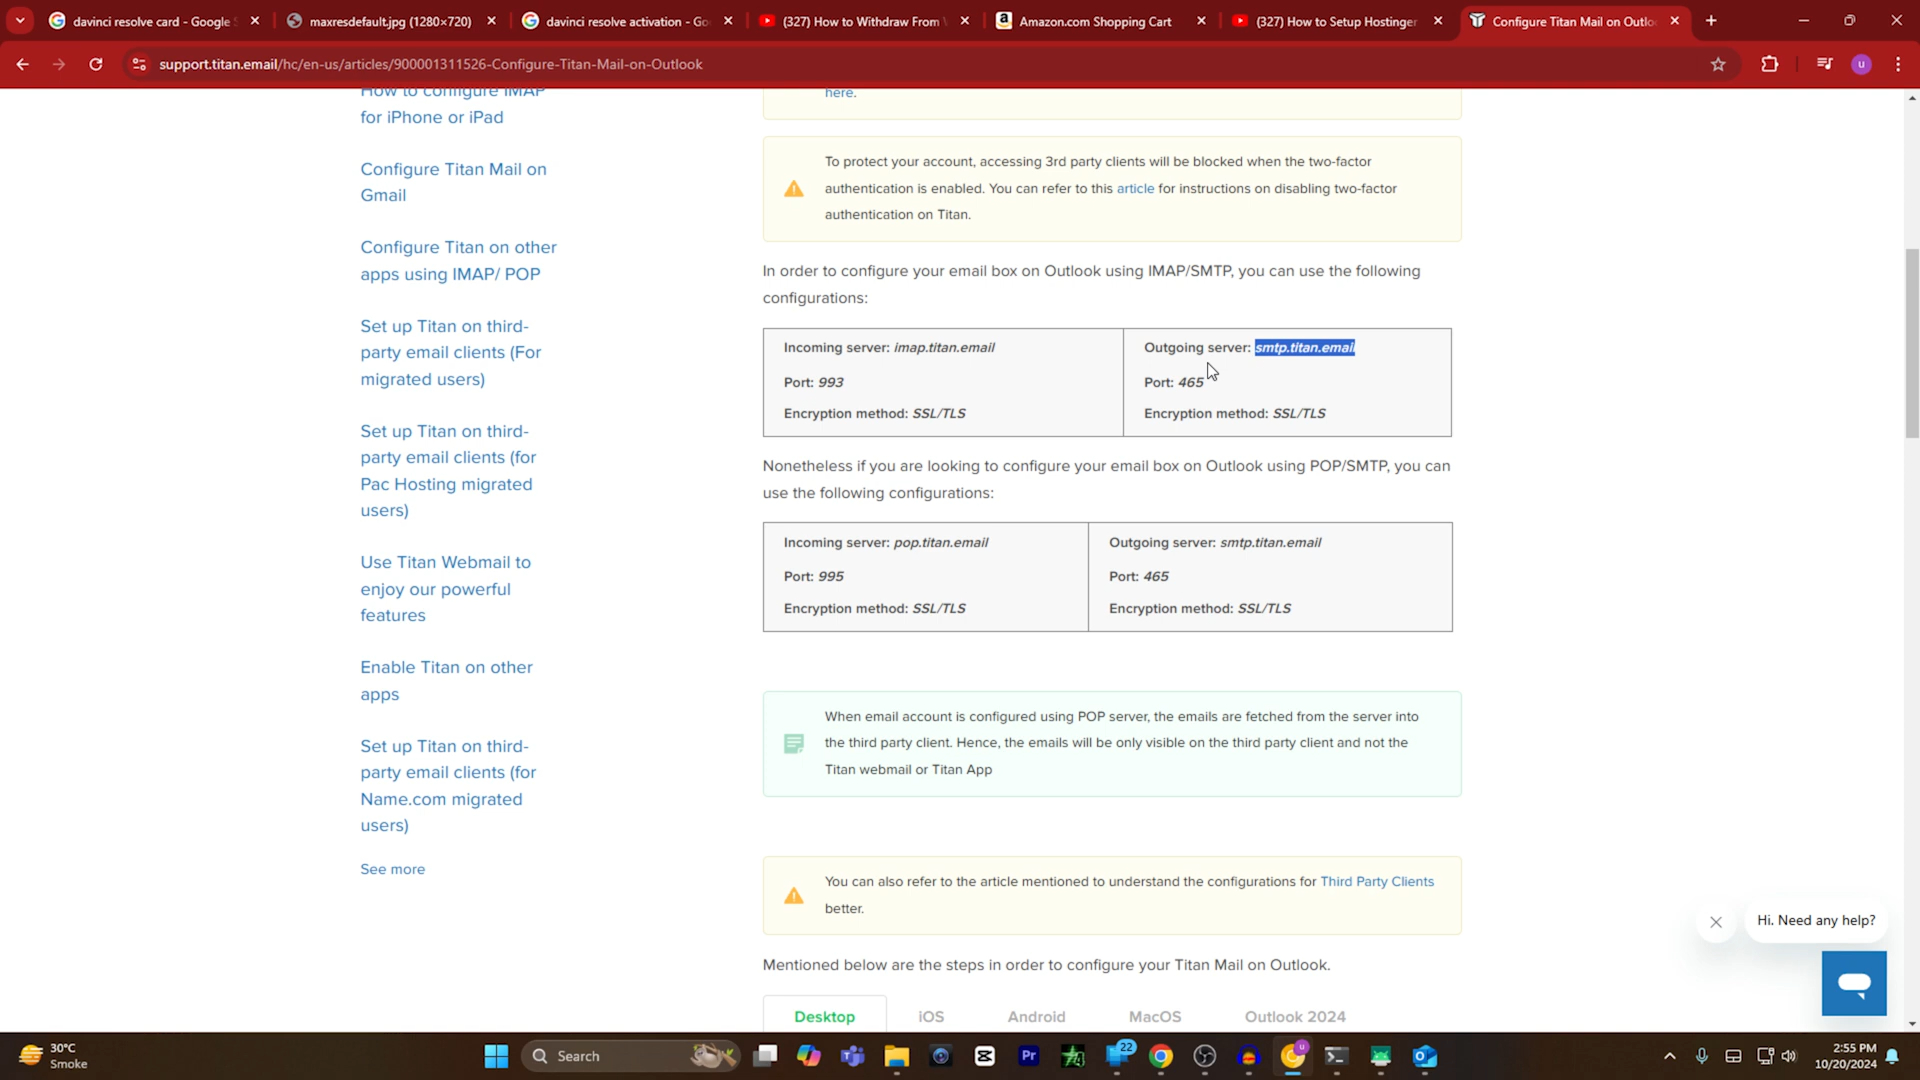 davinci resolve card - Google
maxresdefault.jpg (1280×720)
davinci resolve activation - Go
(327) How to Withdraw From
Amazon.com Shopping Cart
(327) How to Setup Hostinger
Configure Titan Mail on Outlo
support.titan.email/hc/en-us/articles/900001311526-Configure-Titan-Mail-on-Outlook
u
How to configure IMAP
for iPhone or iPad
Configure Titan Mail on
Gmail
Configure Titan on other
apps using IMAP/ POP
Set up Titan on third-
party email clients (For
migrated users)
Set up Titan on third-
party email clients (for
Pac Hosting migrated
users)
Use Titan Webmail to
enjoy our powerful
features
Enable Titan on other
apps
Set up Titan on third-
party email clients (for
Name.com migrated
users)
See more
here.
To protect your account, accessing 3rd party clients will be blocked when the two-factor
authentication is enabled. You can refer to this article for instructions on disabling two-factor
authentication on Titan.
In order to configure your email box on Outlook using IMAP/SMTP, you can use the following
configurations:
Incoming server: imap.titan.email
Port: 993
Encryption method: SSL/TLS
Outgoing server: smtp.titan.email
Port: 465
Encryption method: SSL/TLS
Nonetheless if you are looking to configure your email box on Outlook using POP/SMTP, you can
use the following configurations:
Incoming server: pop.titan.email
Port: 995
Encryption method: SSL/TLS
Outgoing server: smtp.titan.email
Port: 465
Encryption method: SSL/TLS
When email account is configured using POP server, the emails are fetched from the server into
the third party client. Hence, the emails will be only visible on the third party client and not the
Titan webmail or Titan App
You can also refer to the article mentioned to understand the configurations for Third Party Clients
better.
Mentioned below are the steps in order to configure your Titan Mail on Outlook.
Desktop
iOS
Android
MacOS
Outlook 2024
Hi. Need any help?
30°C
Smoke
Search
Pr
22
2:55 PM
10/20/2024